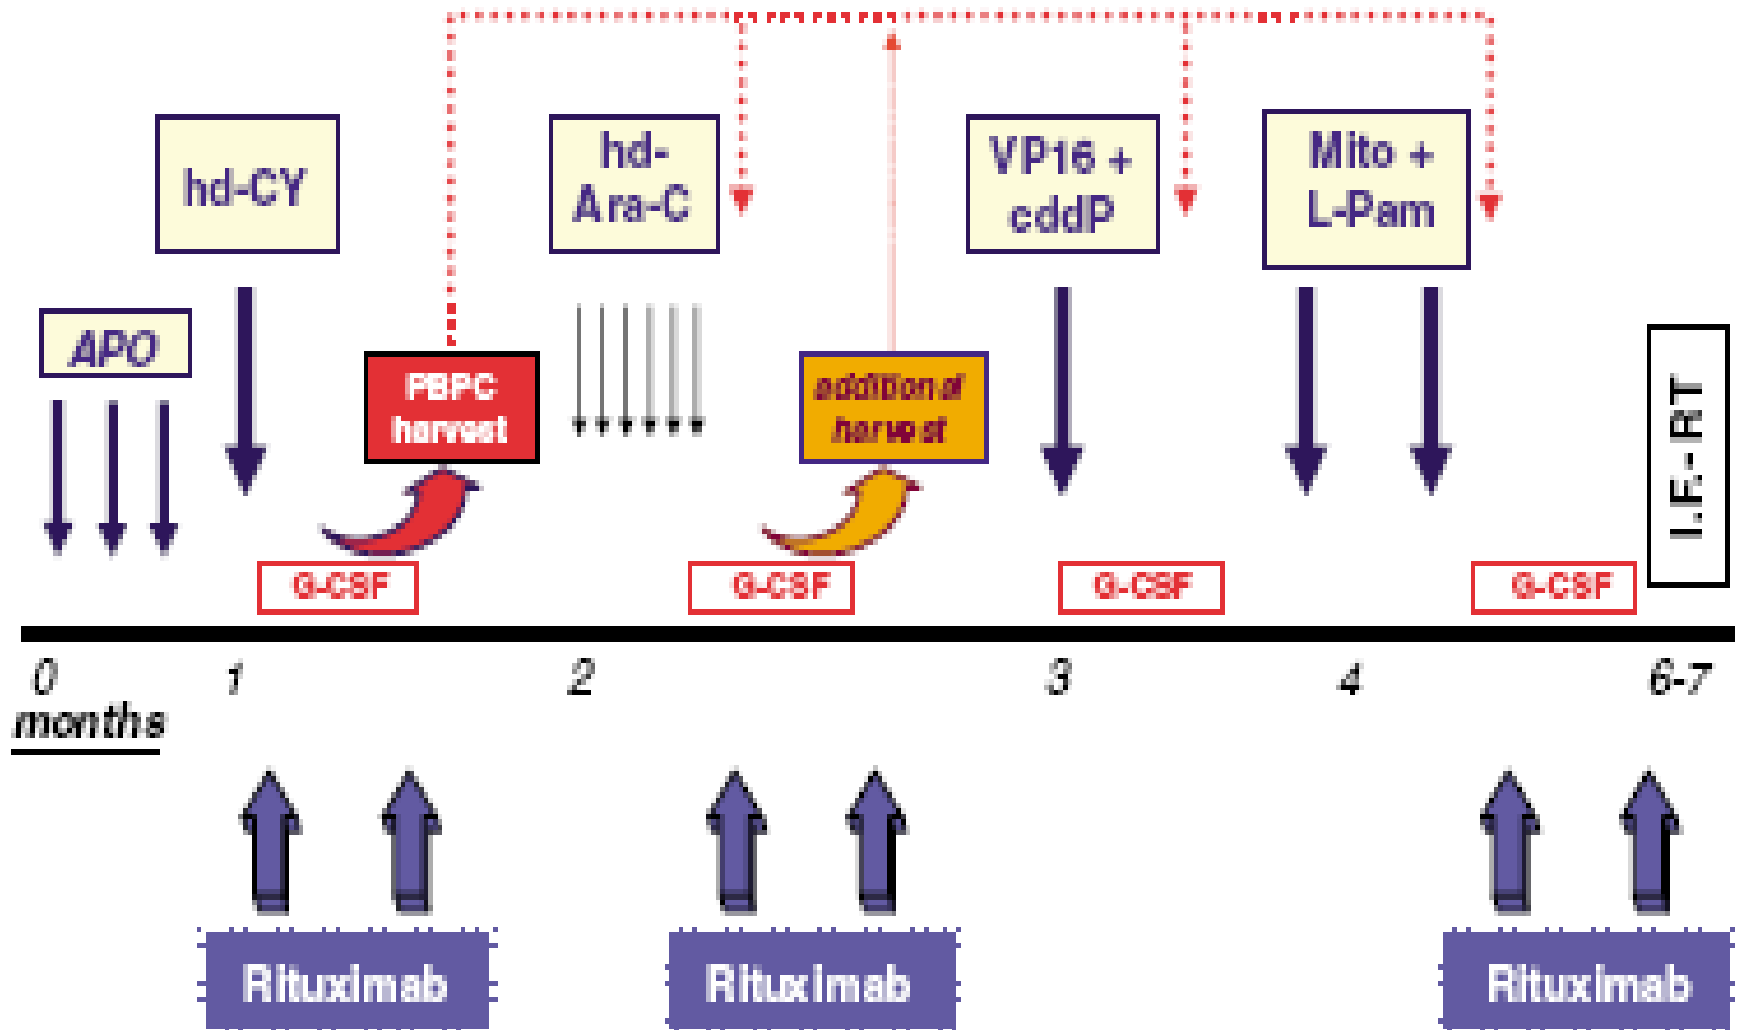 hd-CY
hd-
Ara-C
VP16 +
cddP
Mito +
L-Pam
APO
PBPC
harvest
additional
harvest
I.F.-RT
G-CSF
G-CSF
G-CSF
G-CSF
0
1
2
3
4
6-7
months
Rituximab
Rituximab
Rituximab